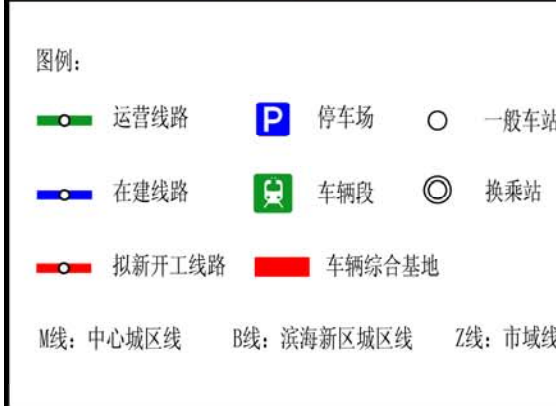 图例:
运营线路 P 停车场 一般车站
在建线路 车辆段 换乘站
拟新开工线路 车辆综合基地
M线: 中心城区线 B线: 滨海新区城区线 Z线: 市域线